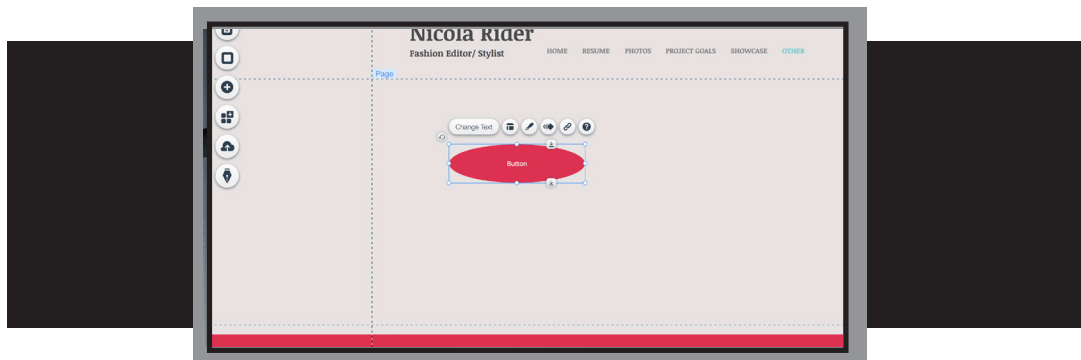 Nicola Rider
Fashion Editor/ Stylist
HOME RESUME PHOTOS PROJECT GOALS SHOWCASE OTHER
Page
Change Text
Button